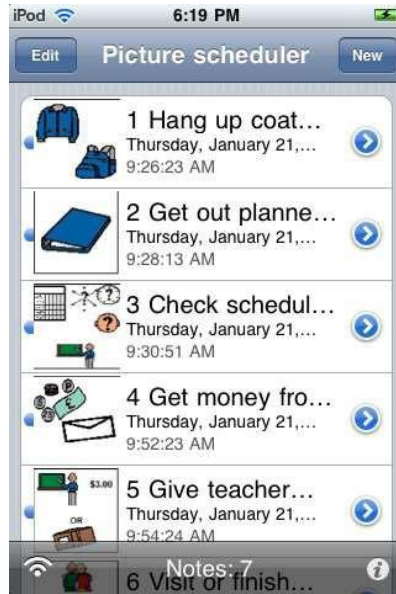 iPod 6:19 PM
Edit Picture scheduler New
1 Hang up coat...
Thursday, January 21,...
9:26:23 AM
2 Get out planne...
Thursday, January 21,...
9:28:13 AM
3 Check schedul...
Thursday, January 21,...
9:30:51 AM
4 Get money fro...
Thursday, January 21,...
9:52:23 AM
$3.00
OR
5 Give teacher...
Thursday, January 21,...
9:54:24 AM
Notes: 7
6 Visit or finish...